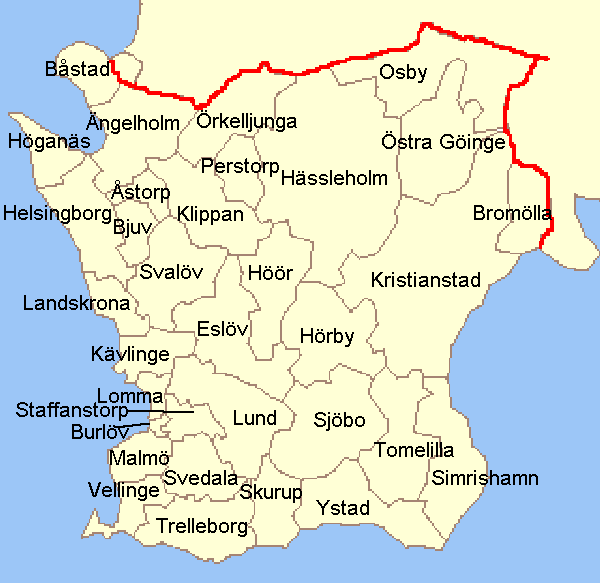 Båstad
Osby
Ängelholm
Örkelljunga
Höganäs
Östra Göinge
Perstorp
Hässleholm
Åstorp
Helsingborg
Klippan
Bromölla
Bjuv
Svalöv
Höör
Kristianstad
Landskrona
Eslöv
Hörby
Kävlinge
Lomma
Staffanstorp
Lund
Sjöbo
Burlöv
Tomelilla
Malmö
Svedala
Simrishamn
Vellinge
Skurup
Ystad
Trelleborg